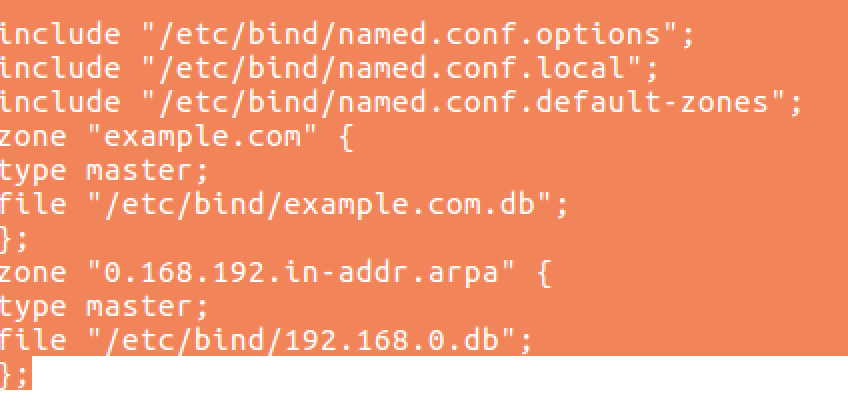 include "/etc/bind/named.conf.options";
include "/etc/bind/named.conf.local";
include "/etc/bind/named.conf.default-zones";
zone "example.com" {
type master;
file "/etc/bind/example.com.db";
};
zone "0.168.192.in-addr.arpa" {
type master;
file "/etc/bind/192.168.0.db";
};